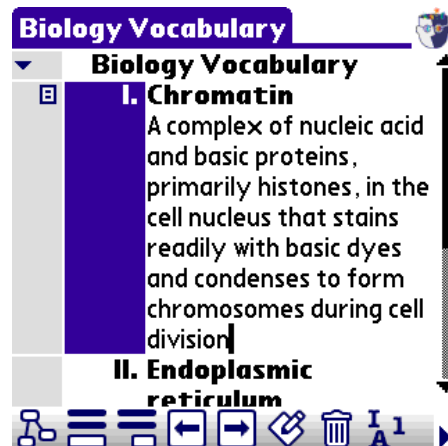 Biology Vocabulary
Biology Vocabulary
I. Chromatin
A complex of nucleic acid
and basic proteins,
primarily histones, in the
cell nucleus that stains
readily with basic dyes
and condenses to form
chromosomes during cell
division
II. Endoplasmic
reticulum
I
A 1